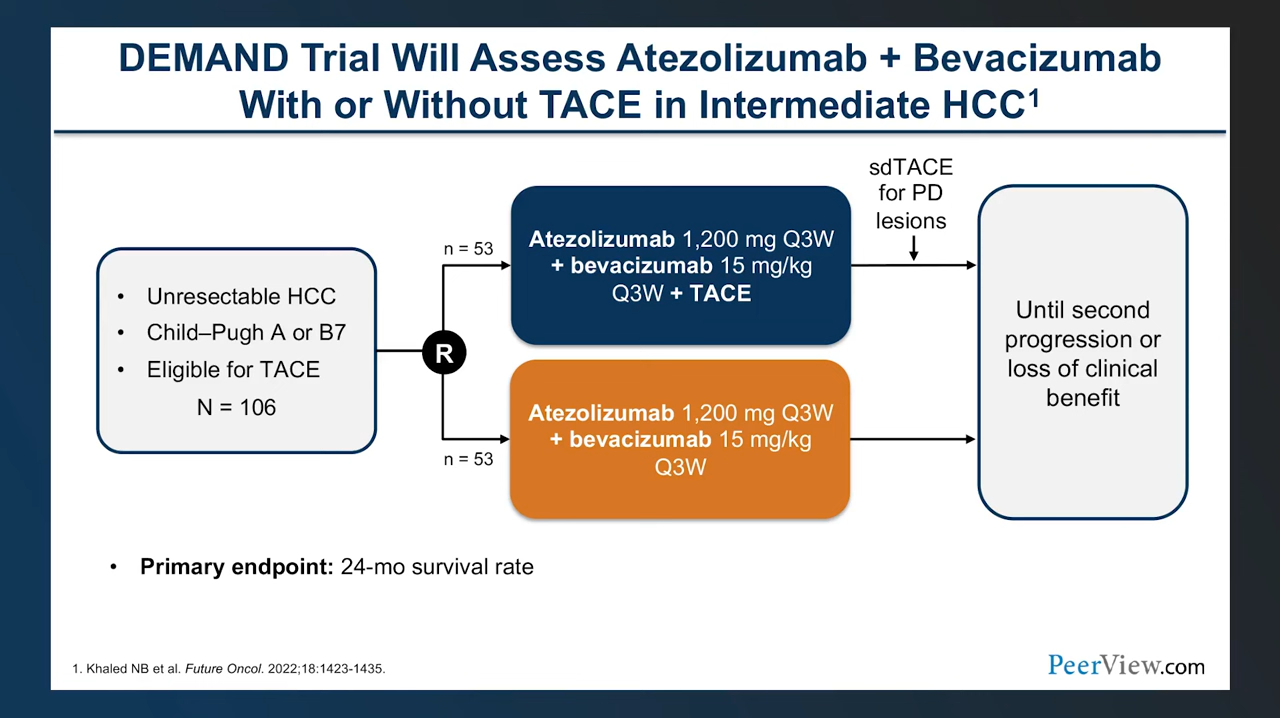 DEMAND Trial Will Assess Atezolizumab + Bevacizumab
With or Without TACE in Intermediate HCC¹
• Unresectable HCC
• Child–Pugh A or B7
• Eligible for TACE
N = 106
R
n = 53
Atezolizumab 1,200 mg Q3W
+ bevacizumab 15 mg/kg
Q3W + TACE
sdTACE
for PD
lesions
n = 53
Atezolizumab 1,200 mg Q3W
+ bevacizumab 15 mg/kg
Q3W
Until second
progression or
loss of clinical
benefit
• Primary endpoint: 24-mo survival rate
1. Khaled NB et al. Future Oncol. 2022;18:1423-1435.
PeerView.com